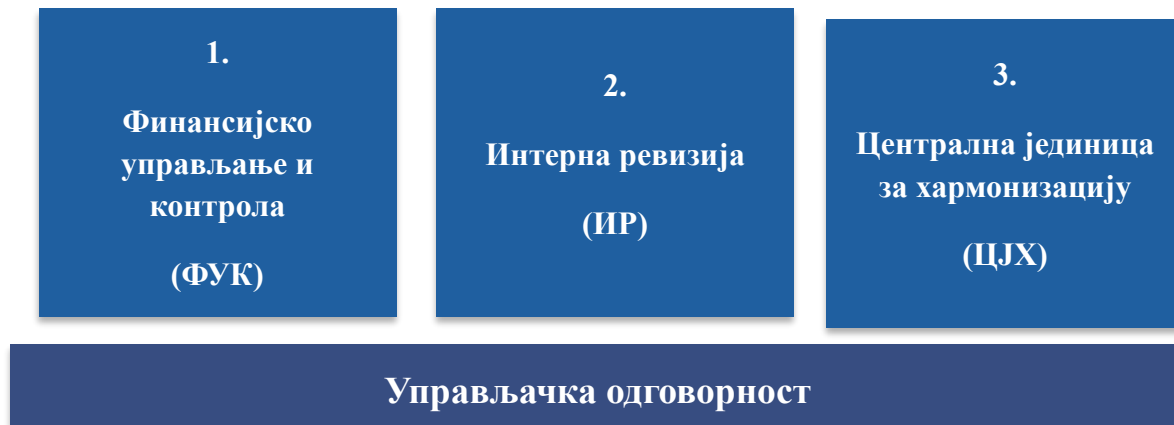 1.
Финансијско
управљање и
контрола
(ФУК)
2.
Интерна ревизија
(ИР)
3.
Централна јединица
за хармонизацију
(ЦЈХ)
Управљачка одговорност